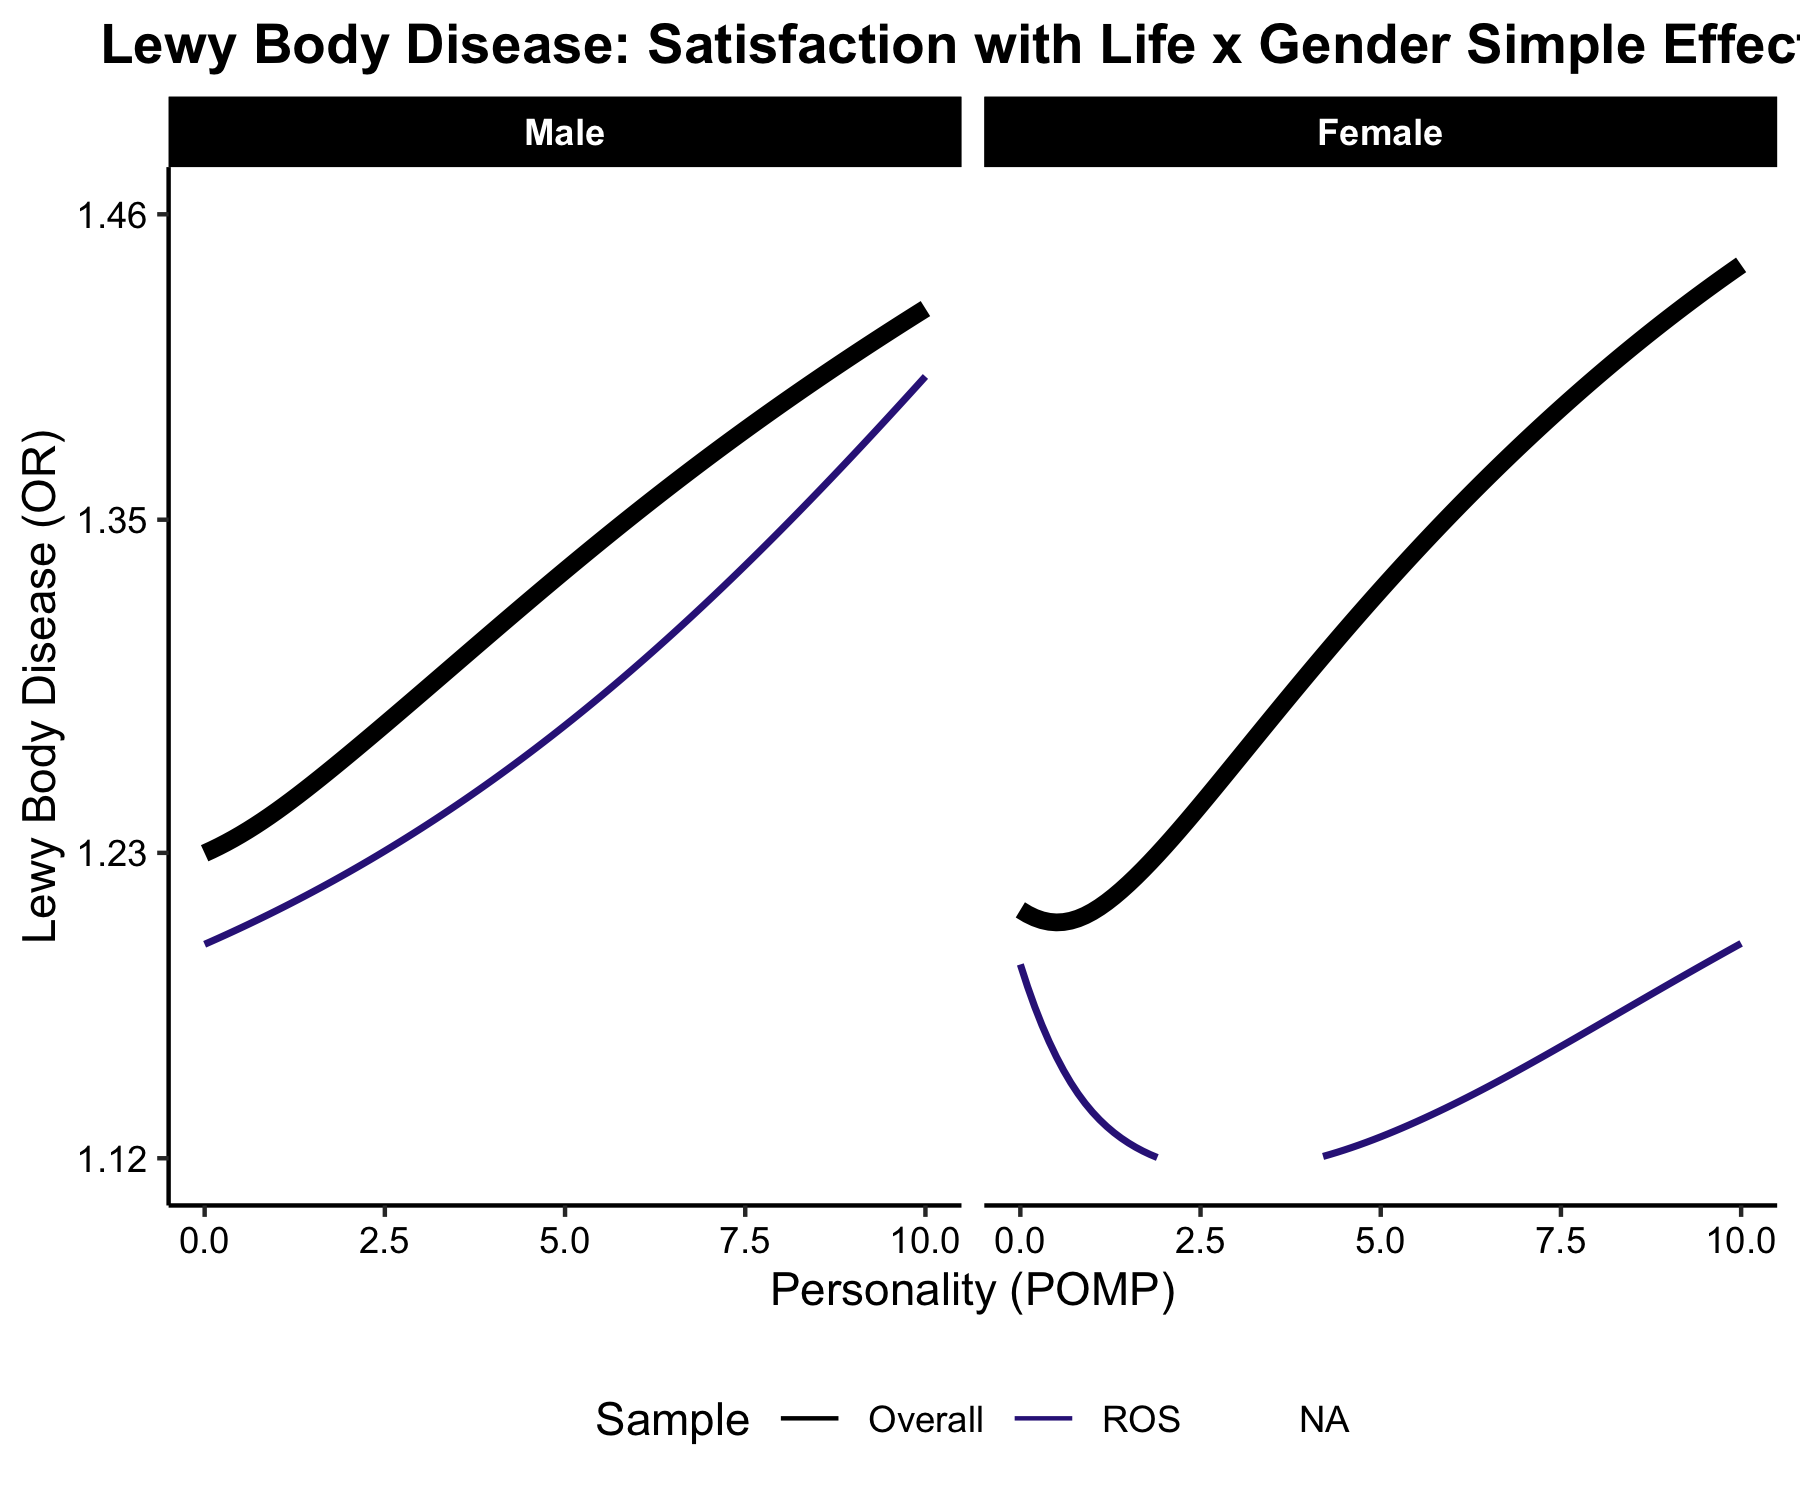 Lewy Body Disease: Satisfaction with Life x Gender Simple Effect
Male Female
Lewy Body Disease (OR)
1.46
1.35
1.23
1.12
0.0 2.5 5.0 7.5 10.0 0.0 2.5 5.0 7.5 10.0
Personality (POMP)
Sample Overall ROS NA